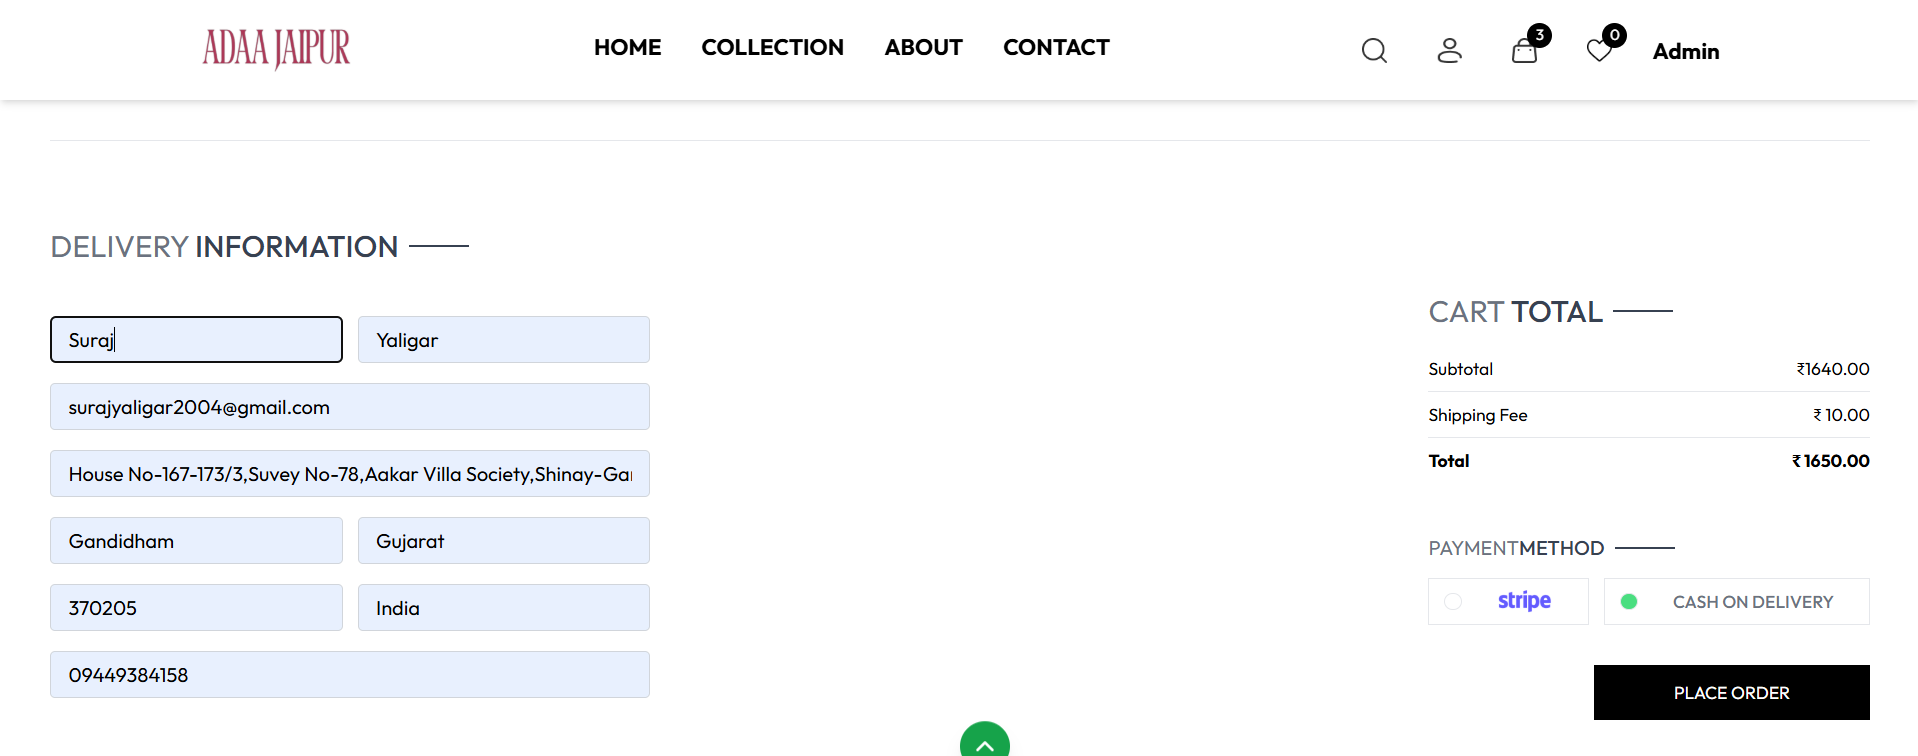 ADAA JAIPUR
HOME COLLECTION ABOUT CONTACT
3
0
Admin
DELIVERY INFORMATION
Suraj
Yaligar
surajyaligar2004@gmail.com
House No-167-173/3,Suvey No-78,Aakar Villa Society,Shinay-Ga
Gandidham
Gujarat
370205
India
09449384158
CART TOTAL
Subtotal ₹1640.00
Shipping Fee ₹ 10.00
Total ₹ 1650.00
PAYMENTMETHOD
stripe
CASH ON DELIVERY
PLACE ORDER